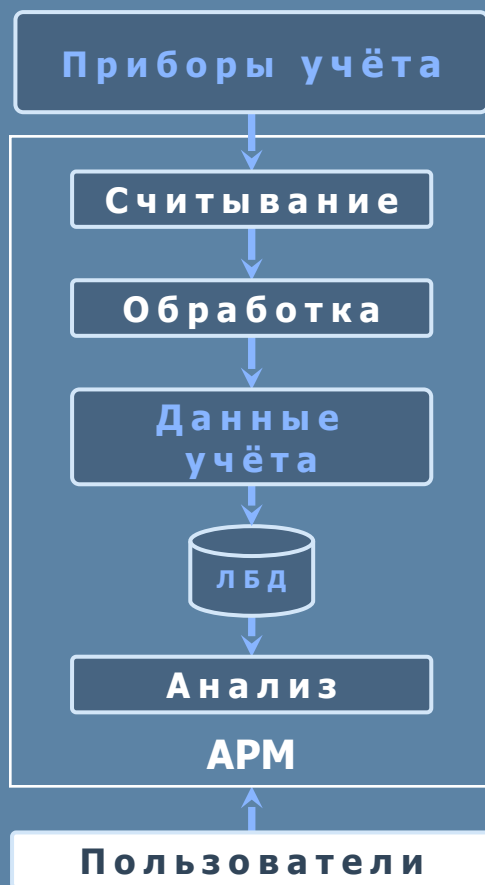 Приборы учёта
Считывание
Обработка
Данные
учёта
ЛБД
Анализ
АРМ
Пользователи